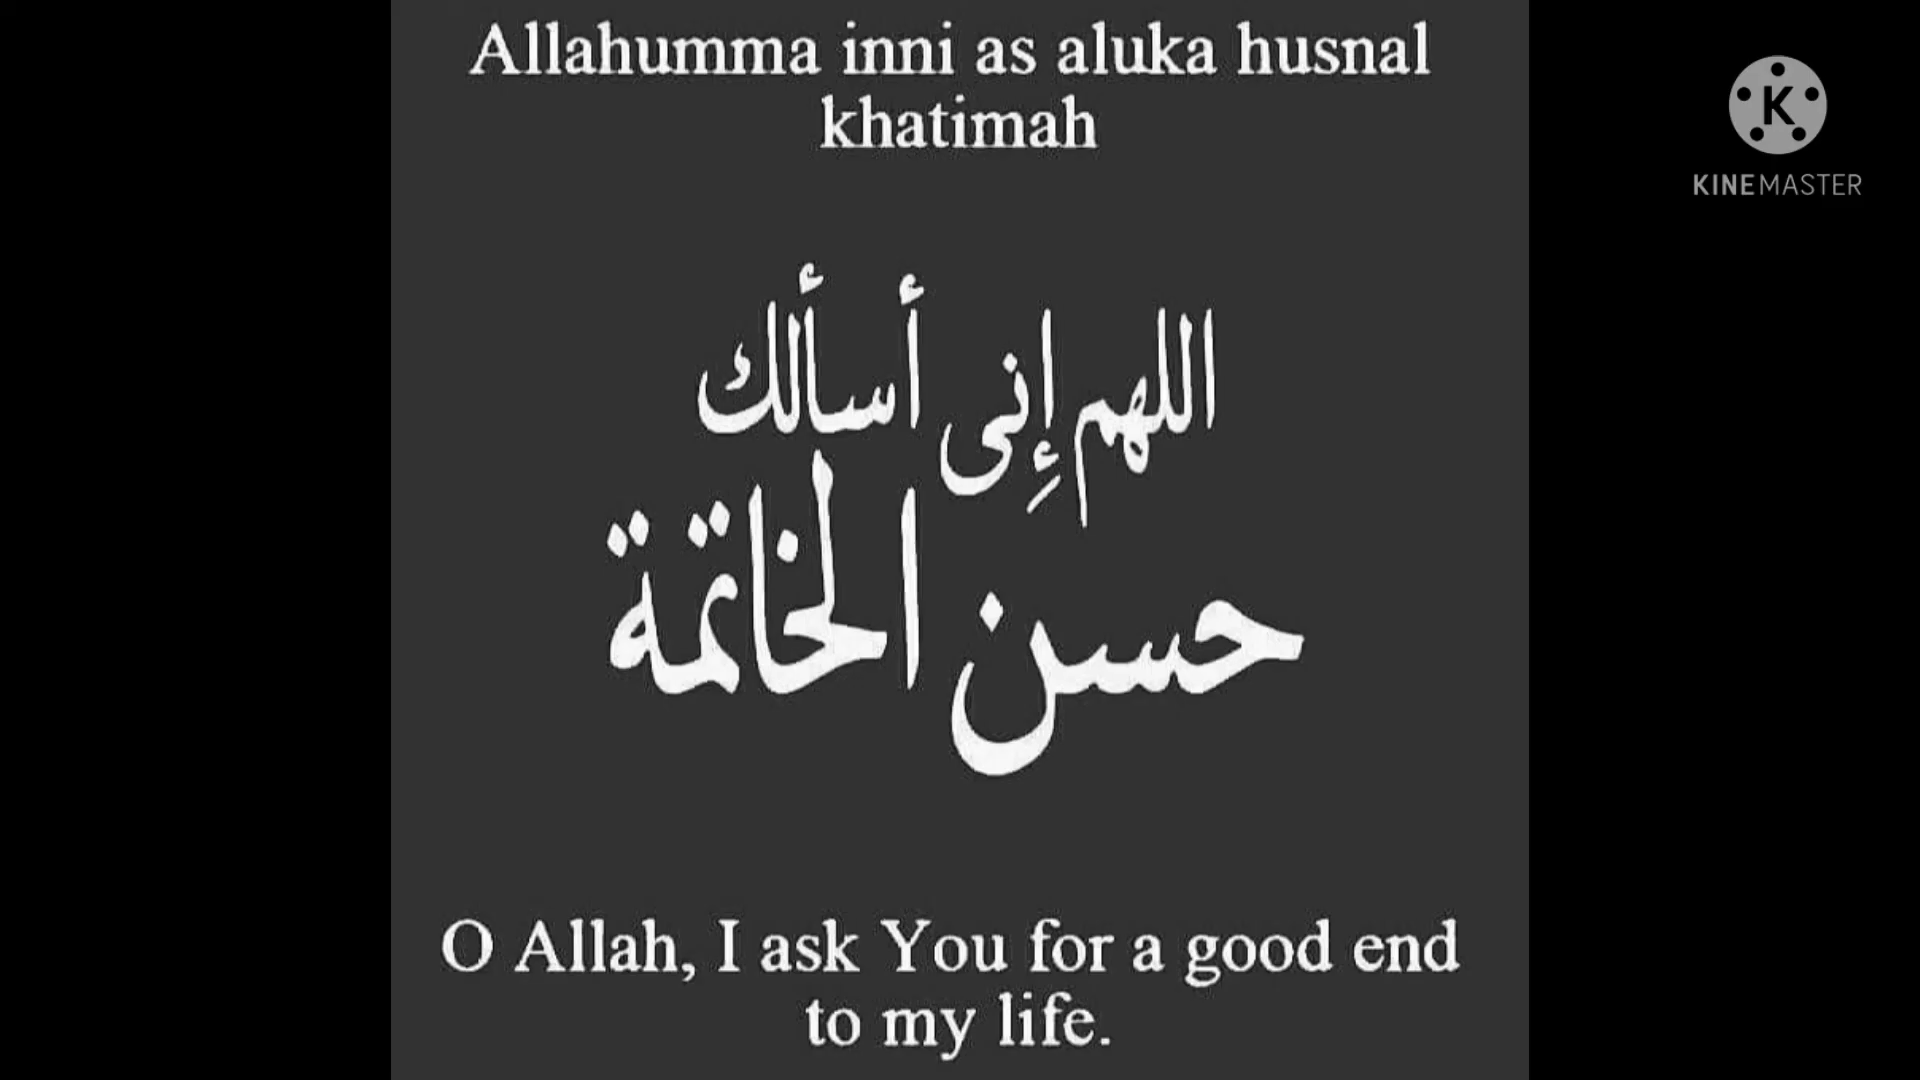 Allahumma inni as aluka husnal
khatimah
KINEMASTER
اللهم إِنى أسألك
حسن الخاتمة
O Allah, I ask You for a good end
to my life.